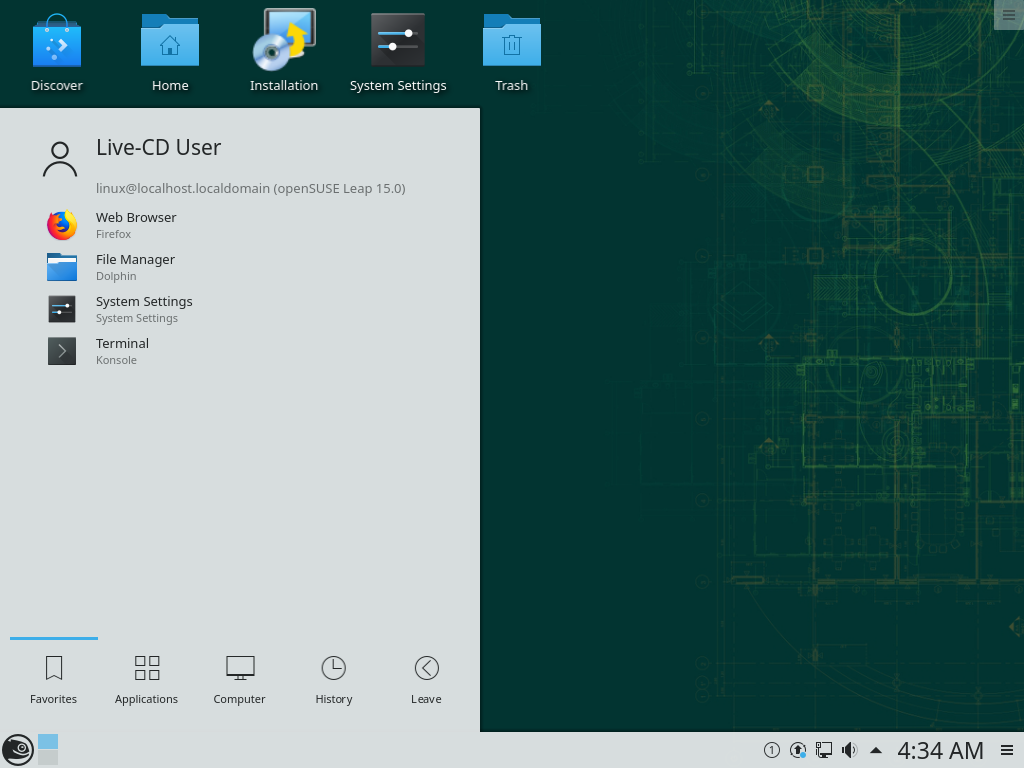 Discover
Home
Installation
System Settings
Trash
Live-CD User
linux@localhost.localdomain (openSUSE Leap 15.0)
Web Browser
Firefox
File Manager
Dolphin
System Settings
System Settings
Terminal
Konsole
Favorites
Applications
Computer
History
Leave
1
4:34 AM